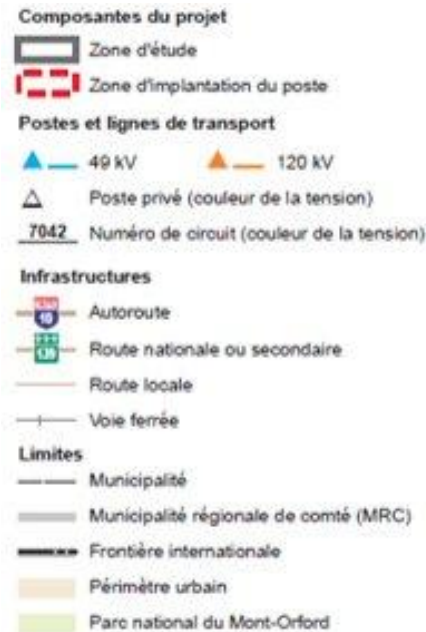 Composantes du projet
Zone d'étude
Zone d'implantation du poste
Postes et lignes de transport
49 kV 120 kV
Poste privé (couleur de la tension)
7042 Numéro de circuit (couleur de la tension)
Infrastructures
10 Autoroute
139 Route nationale ou secondaire
Route locale
Voie ferrée
Limites
Municipalité
Municipalité régionale de comté (MRC)
Frontière internationale
Périmètre urbain
Parc national du Mont-Orford